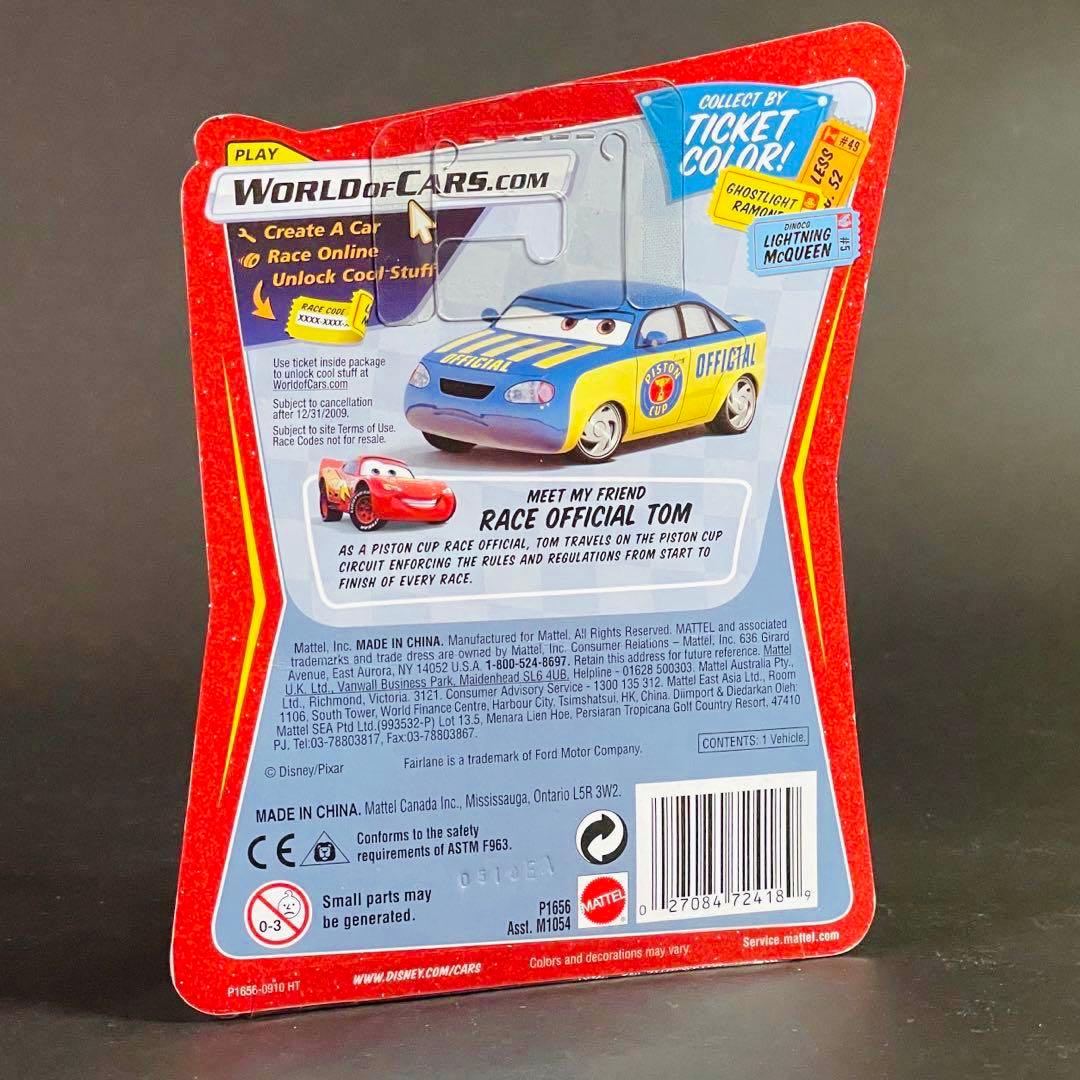 PLAY
WORLD OF CARS.COM
Create A Car
Race Online
Unlock Cool Stuff
RACE CODE
XXXX-XXXX-
Use ticket inside package
to unlock cool stuff at
WorldofCars.com
Subject to cancellation
after 12/31/2009.
Subject to site Terms of Use.
Race Codes not for resale.
COLLECT BY
TICKET
COLOR!
#49
LESS
52
GHOSTLIGHT
RAMONE
DINOCO
LIGHTNING
McQUEEN
#5
OFFICIAL
PISTON
CUP
OFFICIAL
MEET MY FRIEND
RACE OFFICIAL TOM
AS A PISTON CUP RACE OFFICIAL, TOM TRAVELS ON THE PISTON CUP
CIRCUIT ENFORCING THE RULES AND REGULATIONS FROM START TO
FINISH OF EVERY RACE.
Mattel, Inc. MADE IN CHINA. Manufactured for Mattel. All Rights Reserved. MATTEL and associated
trademarks and trade dress are owned by Mattel, Inc. Consumer Relations – Mattel, Inc. 636 Girard
Avenue, East Aurora, NY 14052 U.S.A. 1-800-524-8697. Retain this address for future reference. Mattel
U.K. Ltd., Vanwall Business Park, Maidenhead SL6 4UB. Helpline - 01628 500303. Mattel Australia Pty.,
Ltd., Richmond, Victoria. 3121. Consumer Advisory Service - 1300 135 312. Mattel East Asia Ltd., Room
1106, South Tower, World Finance Centre, Harbour City, Tsimshatsui, HK, China. Diimport & Diedarkan Oleh:
Mattel SEA Ptd Ltd.(993532-P) Lot 13.5, Menara Lien Hoe, Persiaran Tropicana Golf Country Resort, 47410
PJ. Tel:03-78803817, Fax:03-78803867.
© Disney/Pixar
Fairlane is a trademark of Ford Motor Company.
CONTENTS: 1 Vehicle.
MADE IN CHINA. Mattel Canada Inc., Mississauga, Ontario L5R 3W2.
CE
Conforms to the safety
requirements of ASTM F963.
0-3
Small parts may
be generated.
P1656
Asst. M1054
MATTEL
0 27084 72418 9
P1656-0910 HT
WWW.DISNEY.COM/CARS
Colors and decorations may vary.
Service.mattel.com